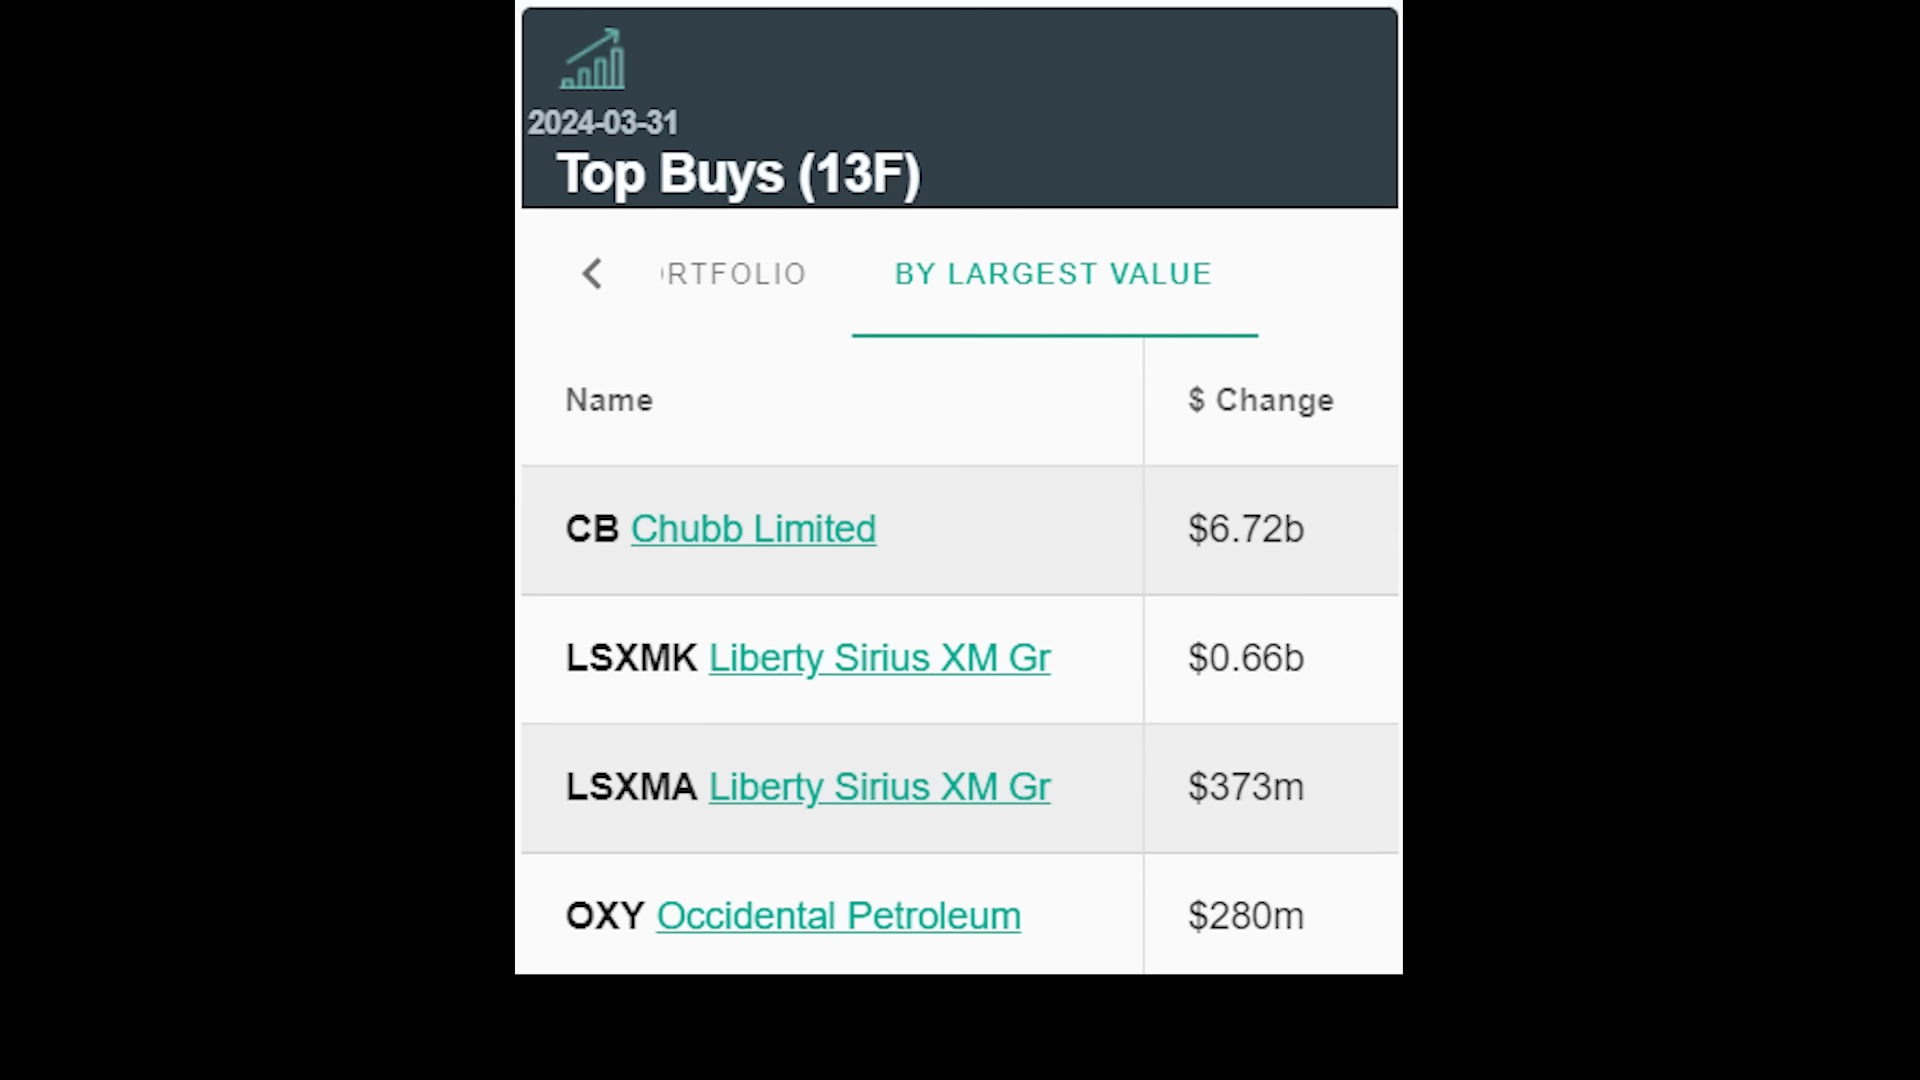 2024-03-31
Top Buys (13F)
RTFOLIO BY LARGEST VALUE
Name $ Change
CB Chubb Limited $6.72b
LSXMK Liberty Sirius XM Gr $0.66b
LSXMA Liberty Sirius XM Gr $373m
OXY Occidental Petroleum $280m